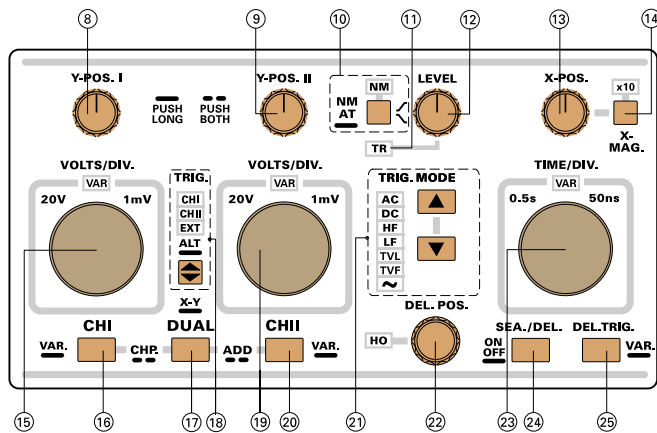 8 9 10 11 12 13 14
Y-POS. I
Y-POS. II
LEVEL
X-POS.
PUSH LONG
PUSH BOTH
NM
AT
NM
x10
X-MAG.
TR
VOLTS/DIV.
VAR
20V 1mV
TRIG.
CHI
CHII
EXT
ALT
VOLTS/DIV.
VAR
20V 1mV
TRIG. MODE
AC
DC
HF
LF
TVL
TVF
~
TIME/DIV.
VAR
0.5s 50ns
X-Y
DEL. POS.
HO
VAR.
CHI
CHP.
DUAL
ADD
CHII
VAR.
ON
OFF
SEA./DEL.
DEL.TRIG.
VAR.
15 16 17 18 19 20 21 22 23 24 25